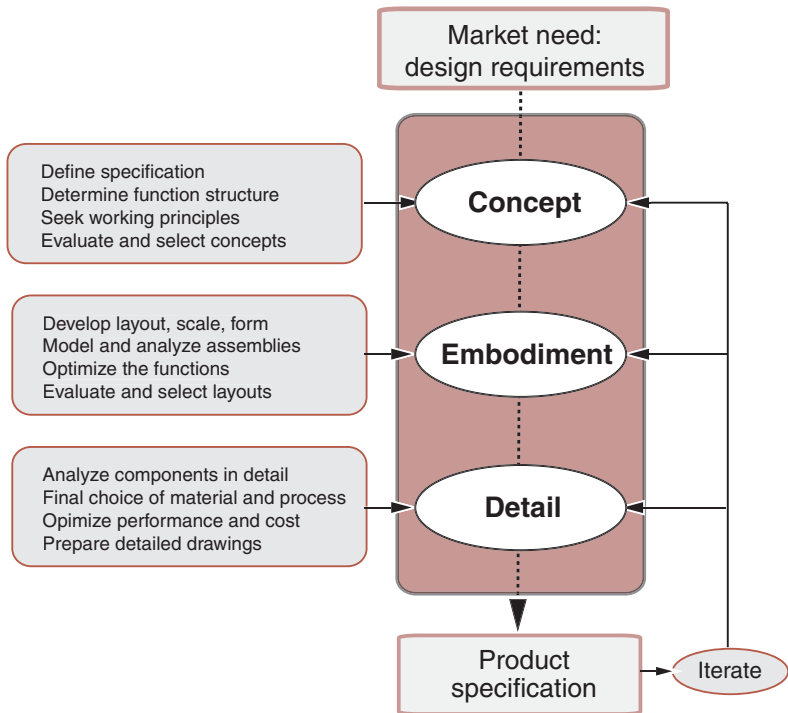 Market need:
design requirements
Define specification
Determine function structure
Seek working principles
Evaluate and select concepts
Concept
Develop layout, scale, form
Model and analyze assemblies
Optimize the functions
Evaluate and select layouts
Embodiment
Analyze components in detail
Final choice of material and process
Opimize performance and cost
Prepare detailed drawings
Detail
Product
specification
Iterate